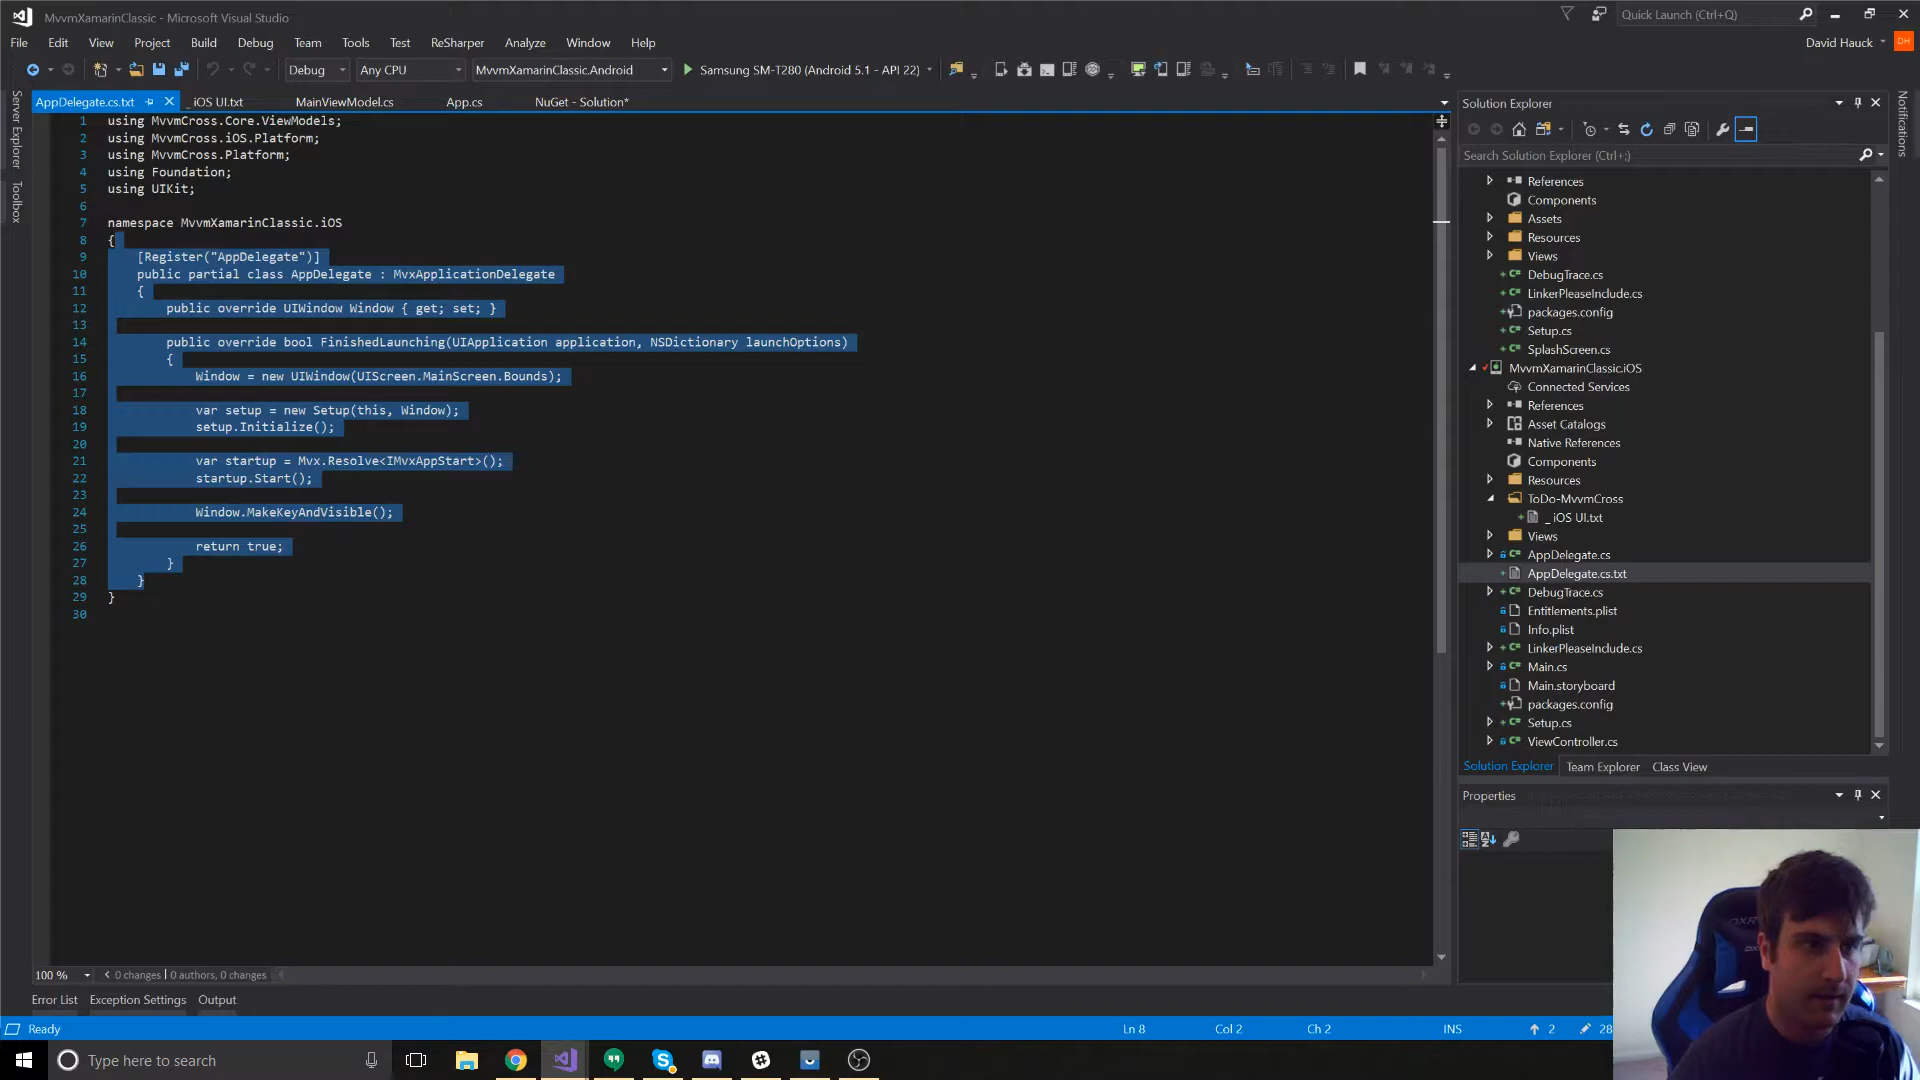 MvvmXamarinClassic - Microsoft Visual Studio
Quick Launch (Ctrl+Q)
File Edit View Project Build Debug Team Tools Test ReSharper Analyze Window Help
David Hauck DH
Debug Any CPU MvvmXamarinClassic.Android Samsung SM-T280 (Android 5.1 - API 22)
AppDelegate.cs.txt _iOS UI.txt MainViewModel.cs App.cs NuGet - Solution*
Server Explorer
Toolbox
Notifications
1 using MvvmCross.Core.ViewModels;
2 using MvvmCross.iOS.Platform;
3 using MvvmCross.Platform;
4 using Foundation;
5 using UIKit;
6
7 namespace MvvmXamarinClassic.iOS
8 {
9 [Register("AppDelegate")]
10 public partial class AppDelegate : MvxApplicationDelegate
11 {
12 public override UIWindow Window { get; set; }
13
14 public override bool FinishedLaunching(UIApplication application, NSDictionary launchOptions)
15 {
16 Window = new UIWindow(UIScreen.MainScreen.Bounds);
17
18 var setup = new Setup(this, Window);
19 setup.Initialize();
20
21 var startup = Mvx.Resolve<IMvxAppStart>();
22 startup.Start();
23
24 Window.MakeKeyAndVisible();
25
26 return true;
27 }
28 }
29 }
30
Solution Explorer
Search Solution Explorer (Ctrl+;)
References
Components
Assets
Resources
Views
DebugTrace.cs
LinkerPleaseInclude.cs
packages.config
Setup.cs
SplashScreen.cs
MvvmXamarinClassic.iOS
Connected Services
References
Asset Catalogs
Native References
Components
Resources
ToDo-MvvmCross
_iOS UI.txt
Views
AppDelegate.cs
AppDelegate.cs.txt
DebugTrace.cs
Entitlements.plist
Info.plist
LinkerPleaseInclude.cs
Main.cs
Main.storyboard
packages.config
Setup.cs
ViewController.cs
Solution Explorer Team Explorer Class View
Properties
100 % 0 changes | 0 authors, 0 changes
Error List Exception Settings Output
Ready Ln 8 Col 2 Ch 2 INS 2 28
Type here to search